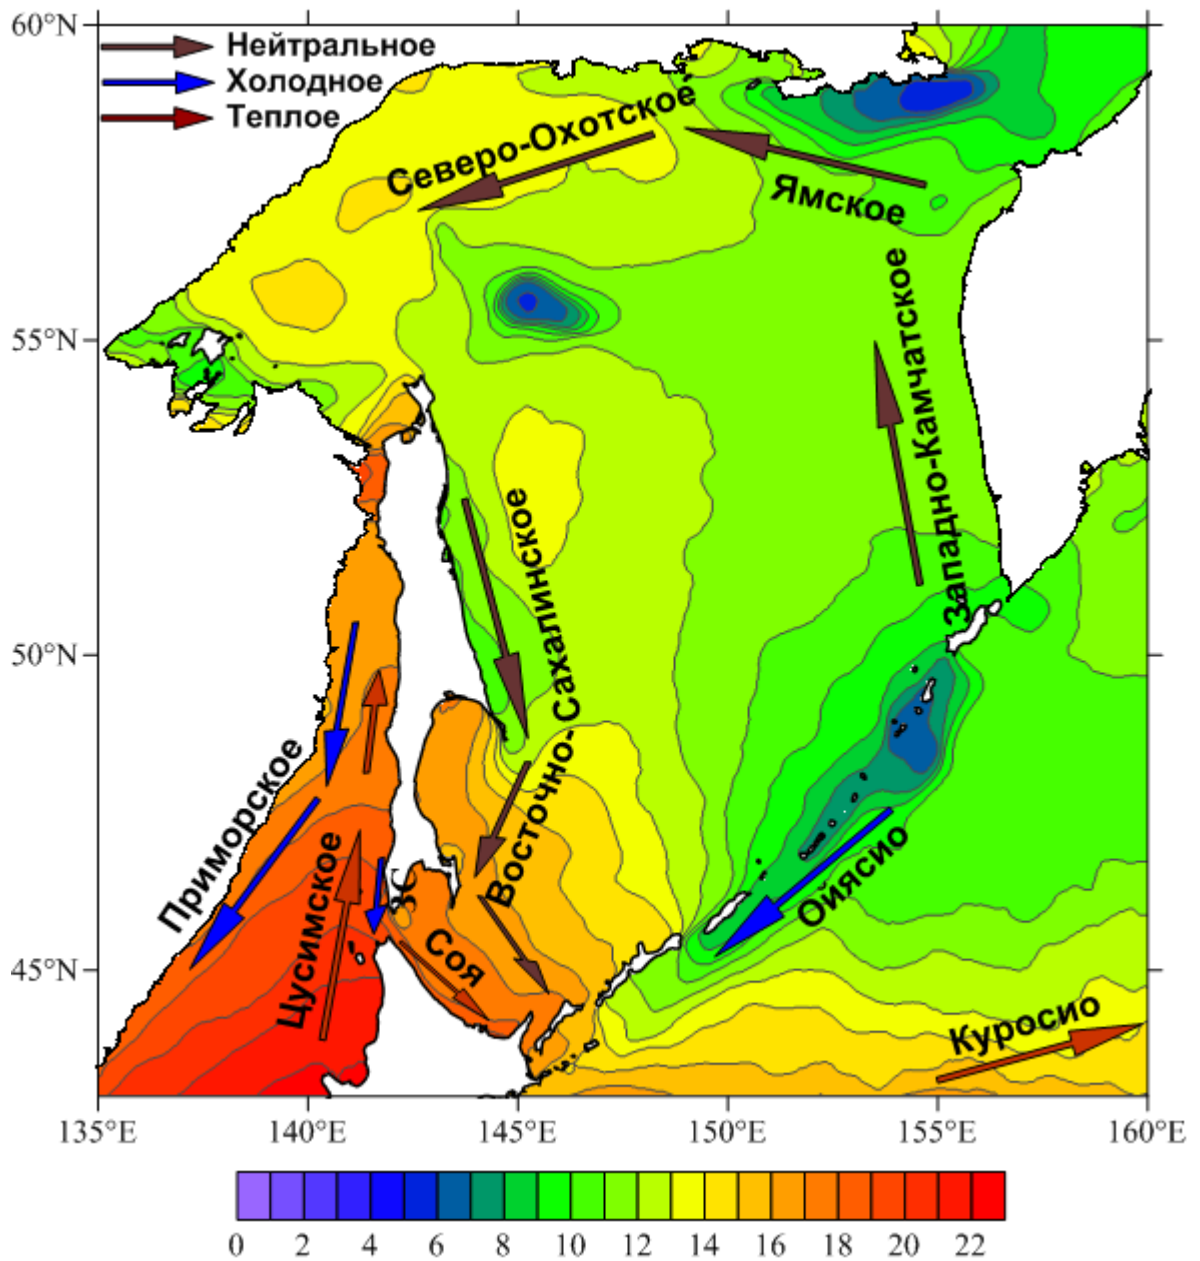 60°N
Нейтральное
Холодное
Теплое
Северо-Охотское
Ямское
55°N
Западно-Камчатское
Восточно-Сахалинское
50°N
Приморское
Цусимское
ЗС
Соя
Ойясио
45°N
Куросио
135°E 140°E 145°E 150°E 155°E 160°E
0 2 4 6 8 10 12 14 16 18 20 22